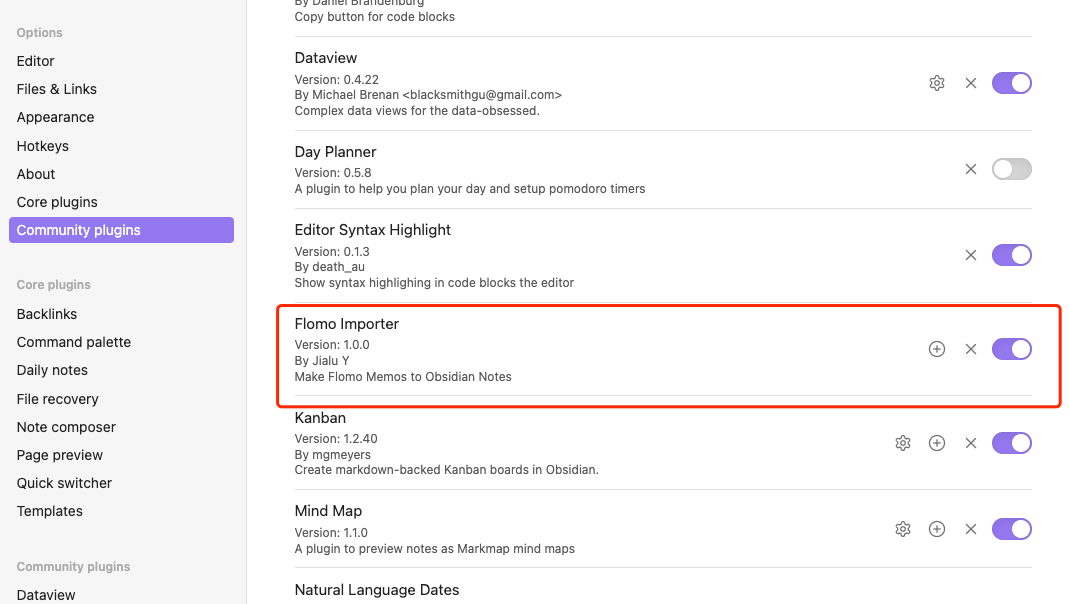 Options
Editor
Files & Links
Appearance
Hotkeys
About
Core plugins
Community plugins
Core plugins
Backlinks
Command palette
Daily notes
File recovery
Note composer
Page preview
Quick switcher
Templates
Community plugins
Dataview
By Daniel Brandenburg
Copy button for code blocks
Dataview
Version: 0.4.22
By Michael Brenan <blacksmithgu@gmail.com>
Complex data views for the data-obsessed.
Day Planner
Version: 0.5.8
A plugin to help you plan your day and setup pomodoro timers
Editor Syntax Highlight
Version: 0.1.3
By death_au
Show syntax highlighing in code blocks the editor
Flomo Importer
Version: 1.0.0
By Jialu Y
Make Flomo Memos to Obsidian Notes
Kanban
Version: 1.2.40
By mgmeyers
Create markdown-backed Kanban boards in Obsidian.
Mind Map
Version: 1.1.0
A plugin to preview notes as Markmap mind maps
Natural Language Dates